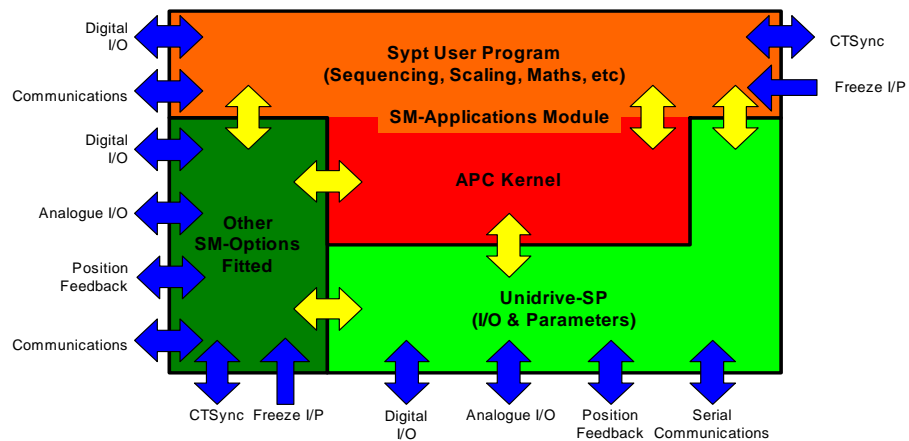 Digital
I/O
Communications
Sypt User Program
(Sequencing, Scaling, Maths, etc)
SM-Applications Module
CTSync
Freeze I/P
Digital
I/O
Analogue I/O
Position
Feedback
Communications
Other
SM-Options
Fitted
APC Kernel
Unidrive-SP
(I/O & Parameters)
CTSync
Freeze I/P
Digital
I/O
Analogue I/O
Position
Feedback
Serial
Communications